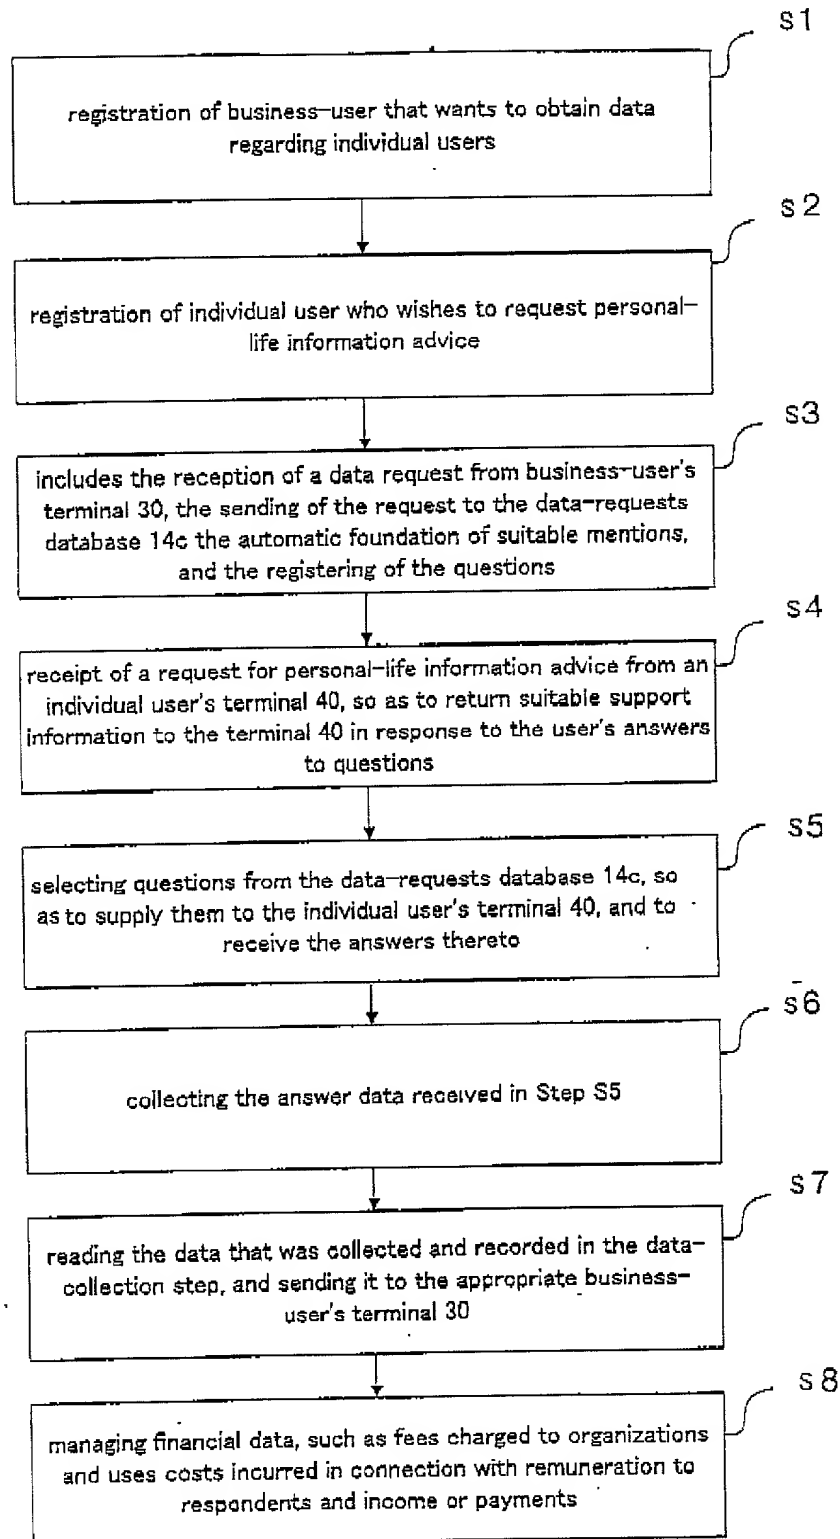 S1
registration of business-user that wants to obtain data
regarding individual users
S2
registration of individual user who wishes to request personal-
life information advice
S3
includes the reception of a data request from business-user's
terminal 30, the sending of the request to the data-requests
database 14c the automatic foundation of suitable mentions,
and the registering of the questions
S4
receipt of a request for personal-life information advice from an
individual user's terminal 40, so as to return suitable support
information to the terminal 40 in response to the user's answers
to questions
S5
selecting questions from the data-requests database 14c, so
as to supply them to the individual user's terminal 40, and to
receive the answers thereto
S6
collecting the answer data received in Step S5
S7
reading the data that was collected and recorded in the data-
collection step, and sending it to the appropriate business-
user's terminal 30
S8
managing financial data, such as fees charged to organizations
and uses costs incurred in connection with remuneration to
respondents and income or payments